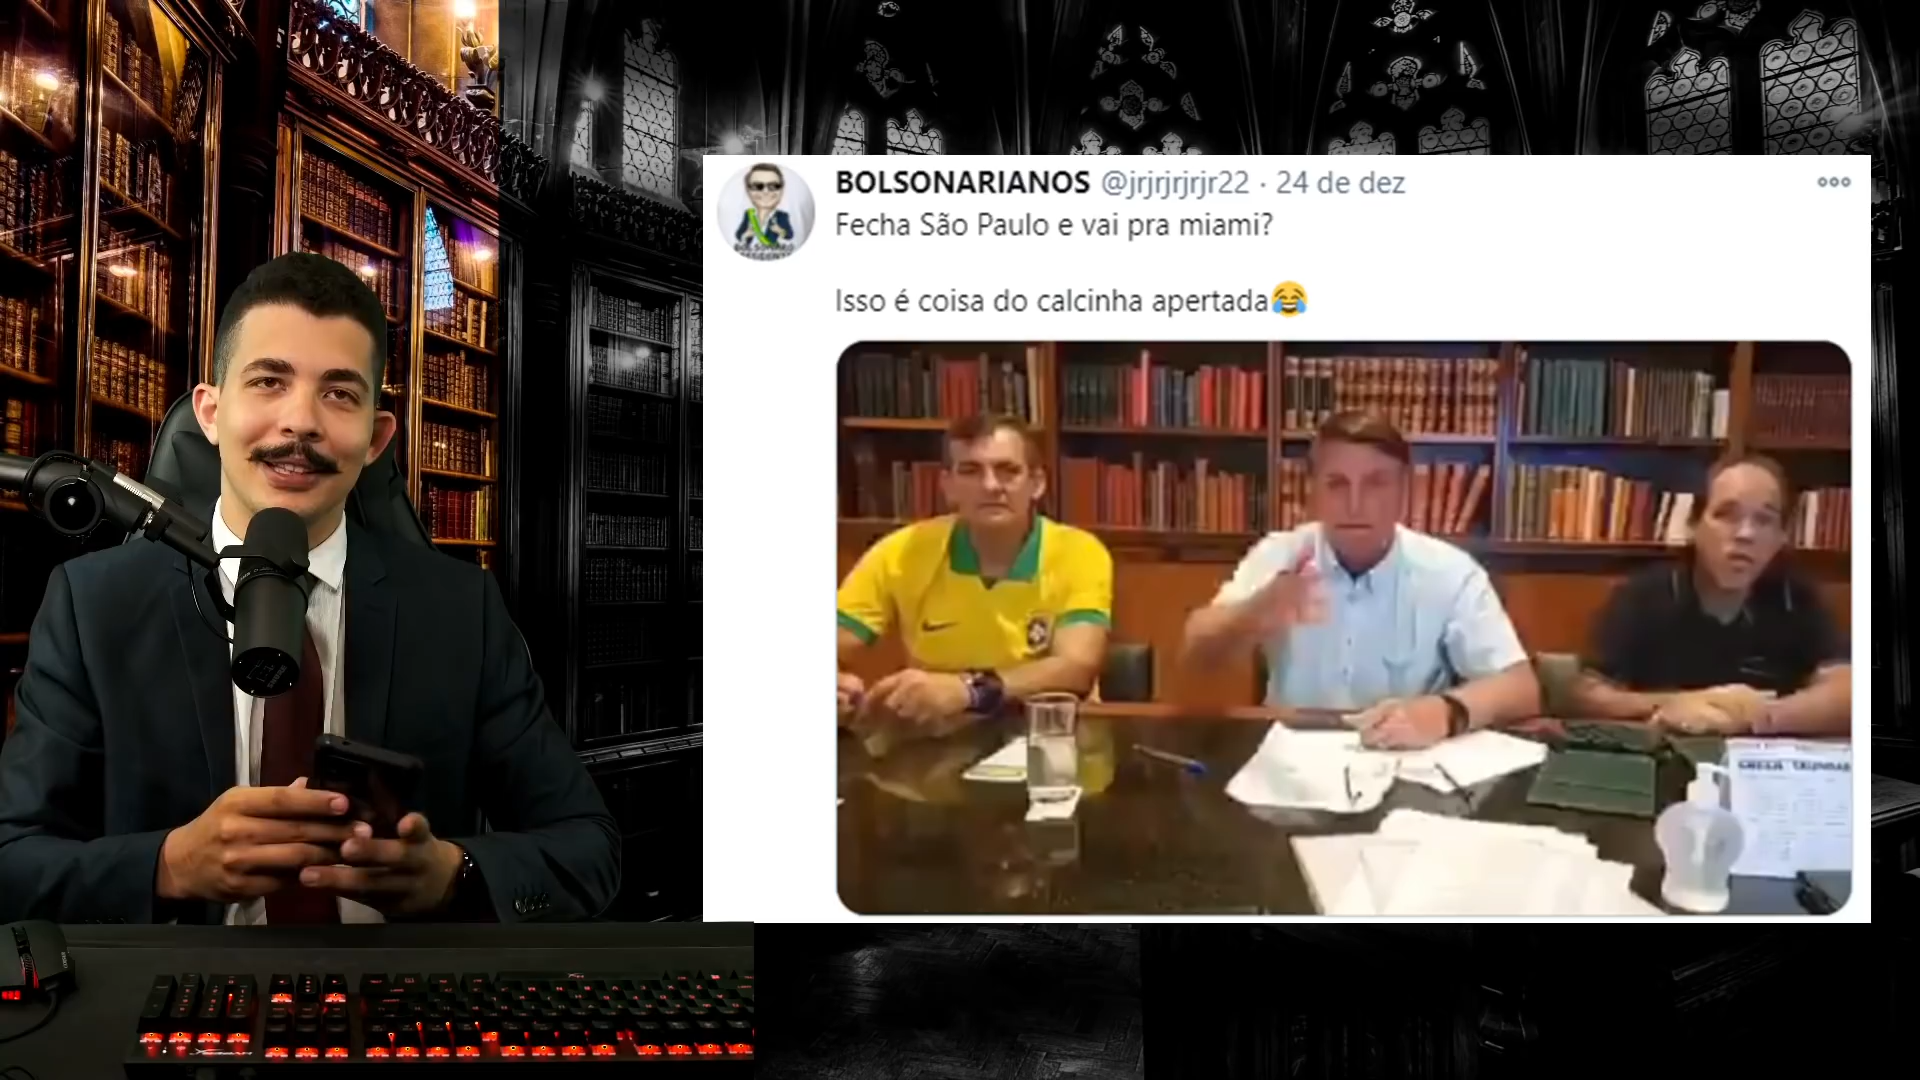 BOLSONARIANOS @jrjrjrjrjr22 · 24 de dez
Fecha São Paulo e vai pra miami?
Isso é coisa do calcinha apertada😂